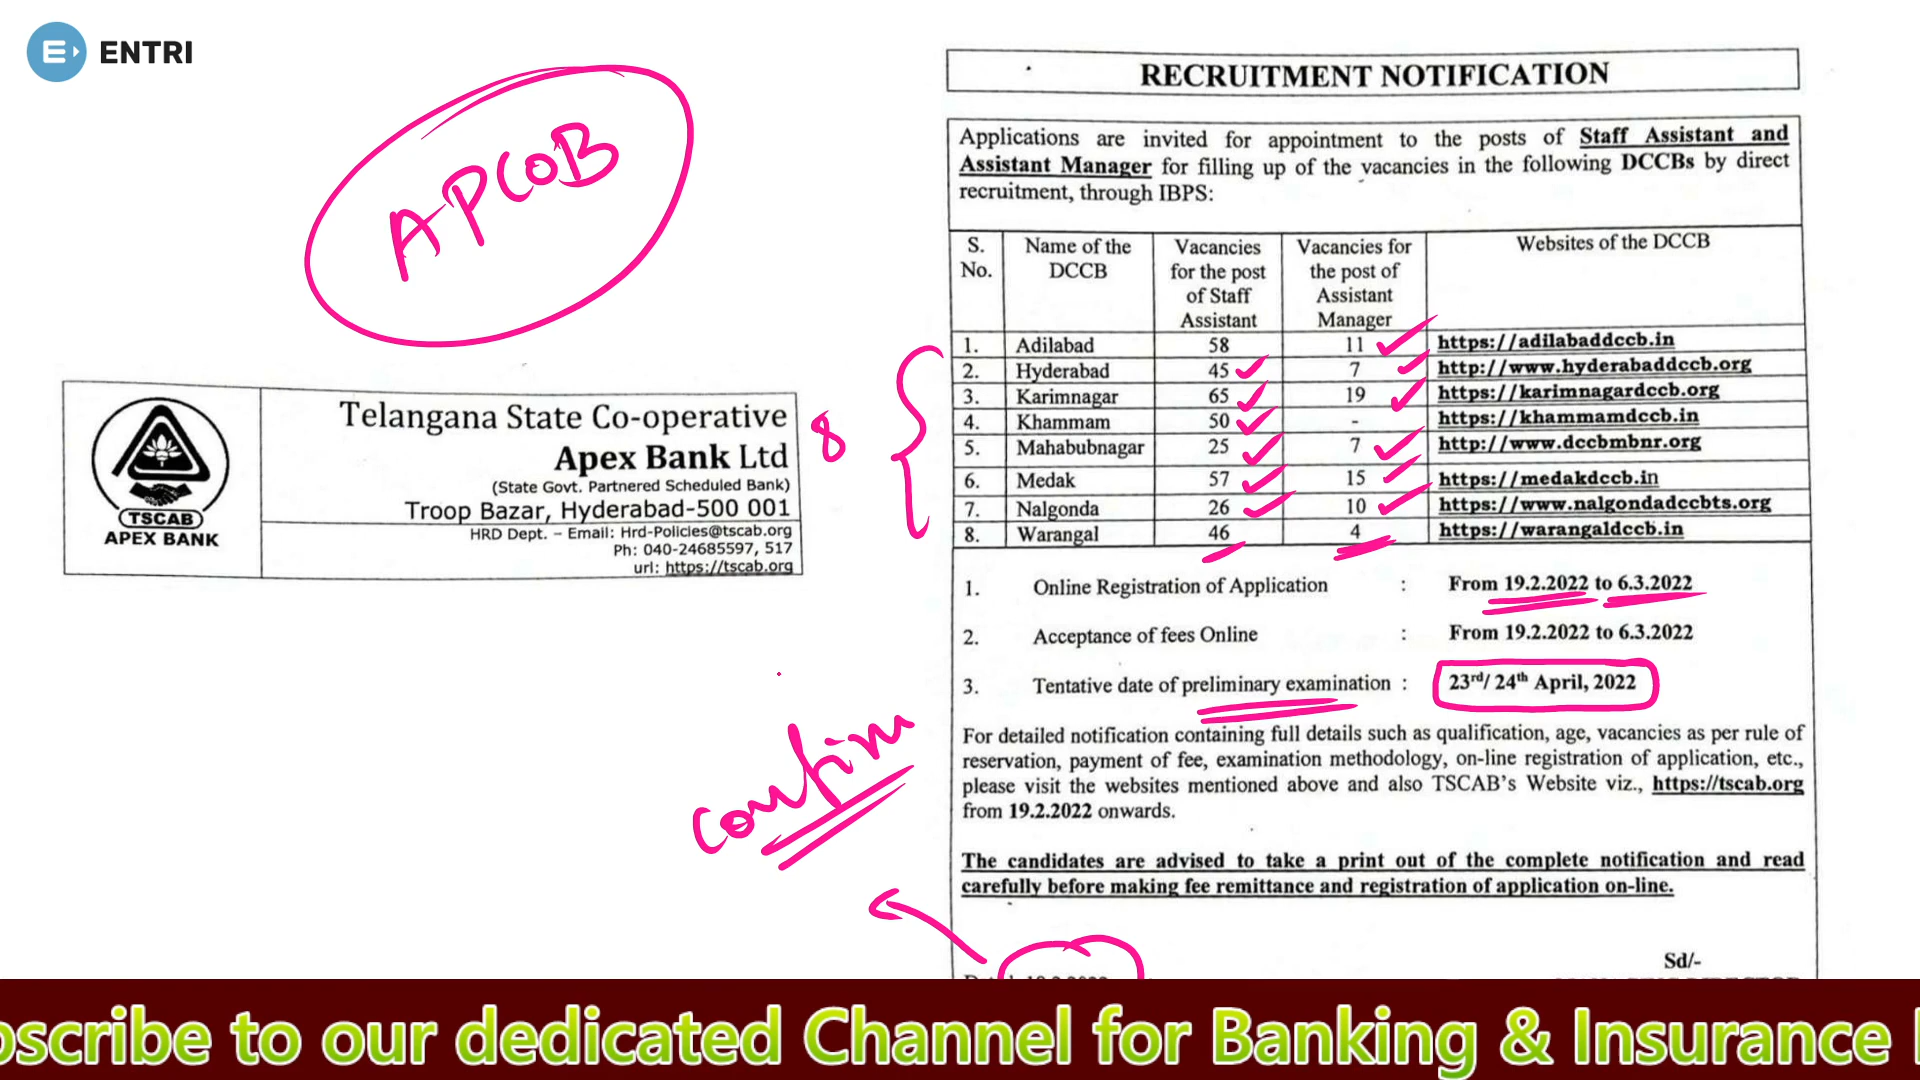 ENTRI
APCOB
TSCAB
APEX BANK
Telangana State Co-operative
Apex Bank Ltd
(State Govt. Partnered Scheduled Bank)
Troop Bazar, Hyderabad-500 001
HRD Dept. – Email: Hrd-Policies@tscab.org
Ph: 040-24685597, 517
url: https://tscab.org
8
confirm
RECRUITMENT NOTIFICATION
Applications are invited for appointment to the posts of Staff Assistant and
Assistant Manager for filling up of the vacancies in the following DCCBs by direct
recruitment, through IBPS:
S. No. Name of the DCCB Vacancies for the post of Staff Assistant Vacancies for the post of Assistant Manager Websites of the DCCB
1. Adilabad 58 11 https://adilabaddccb.in
2. Hyderabad 45 7 http://www.hyderabaddccb.org
3. Karimnagar 65 19 https://karimnagardccb.org
4. Khammam 50 - https://khammamdccb.in
5. Mahabubnagar 25 7 http://www.dccbmbnr.org
6. Medak 57 15 https://medakdccb.in
7. Nalgonda 26 10 https://www.nalgondadccbts.org
8. Warangal 46 4 https://warangaldccb.in
1. Online Registration of Application : From 19.2.2022 to 6.3.2022
2. Acceptance of fees Online : From 19.2.2022 to 6.3.2022
3. Tentative date of preliminary examination : 23rd/ 24th April, 2022
For detailed notification containing full details such as qualification, age, vacancies as per rule of
reservation, payment of fee, examination methodology, on-line registration of application, etc.,
please visit the websites mentioned above and also TSCAB's Website viz., https://tscab.org
from 19.2.2022 onwards.
The candidates are advised to take a print out of the complete notification and read
carefully before making fee remittance and registration of application on-line.
Sd/-
bscribe to our dedicated Channel for Banking & Insurance